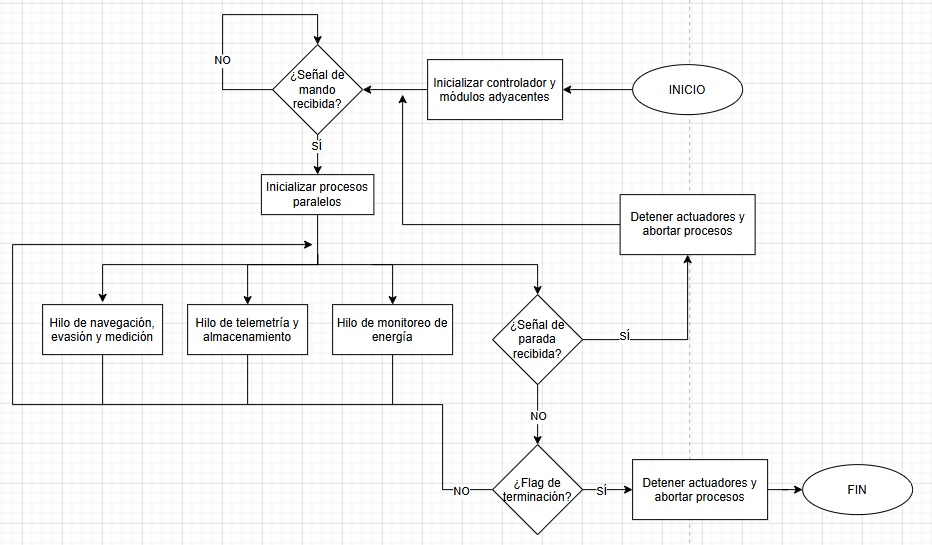 NO
¿Señal de
mando
recibida?
Inicializar controlador y
módulos adyacentes
INICIO
SÍ
Inicializar procesos
paralelos
Detener actuadores y
abortar procesos
Hilo de navegación,
evasión y medición
Hilo de telemetría y
almacenamiento
Hilo de monitoreo de
energía
¿Señal de
parada
recibida?
SÍ
NO
¿Flag de
terminación?
NO
SÍ
Detener actuadores y
abortar procesos
FIN